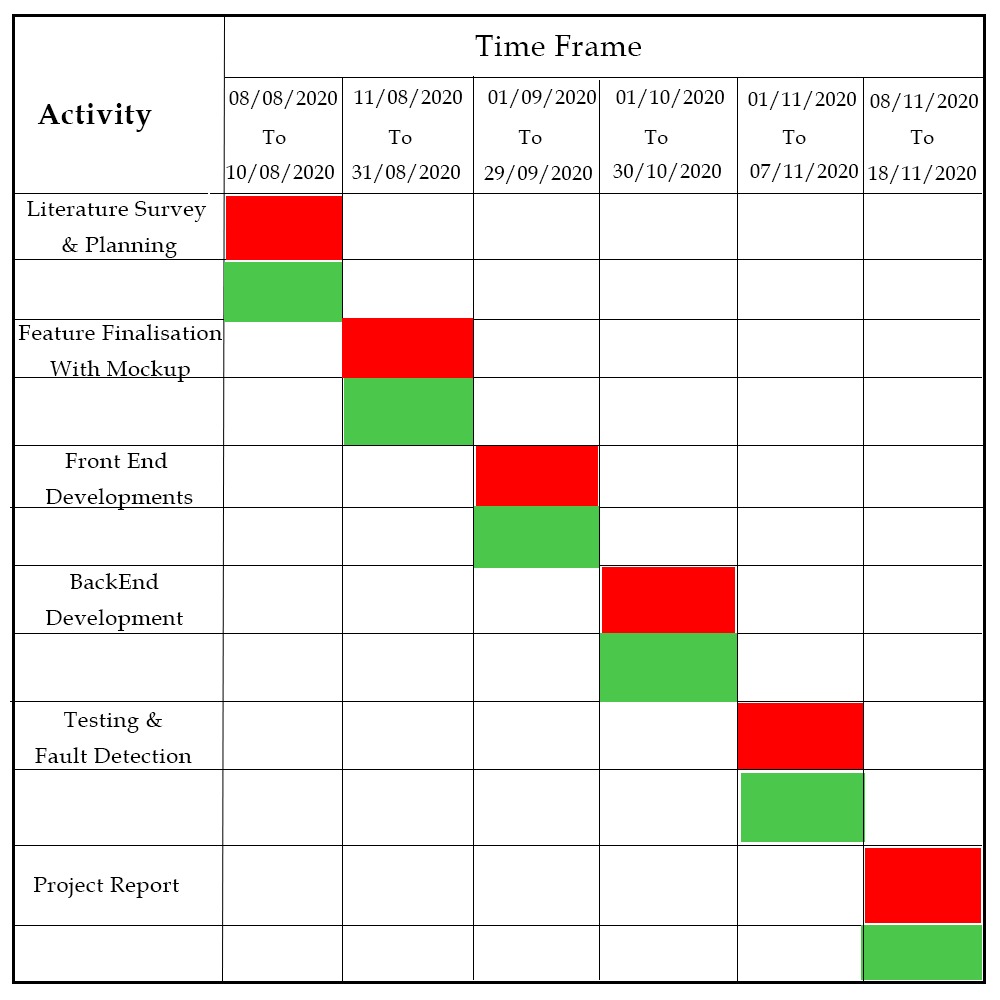 Time Frame
Activity
08/08/2020 11/08/2020 01/09/2020 01/10/2020 01/11/2020 08/11/2020
To To To To To To
10/08/2020 31/08/2020 29/09/2020 30/10/2020 07/11/2020 18/11/2020
Literature Survey
& Planning
Feature Finalisation
With Mockup
Front End
Developments
BackEnd
Development
Testing &
Fault Detection
Project Report